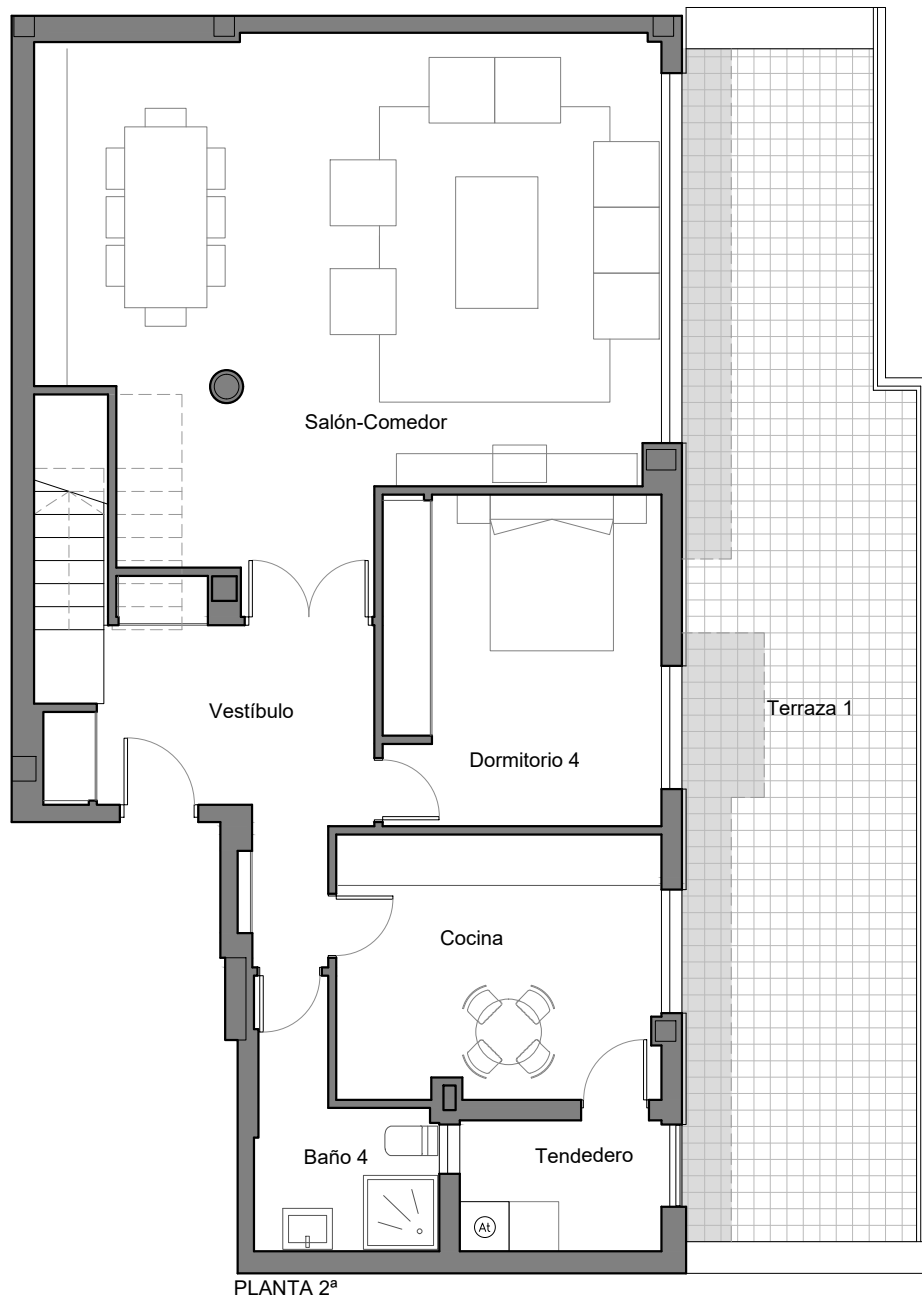 Salón-Comedor
Vestíbulo
Terraza 1
Dormitorio 4
Cocina
Baño 4
Tendedero
At
PLANTA 2ª